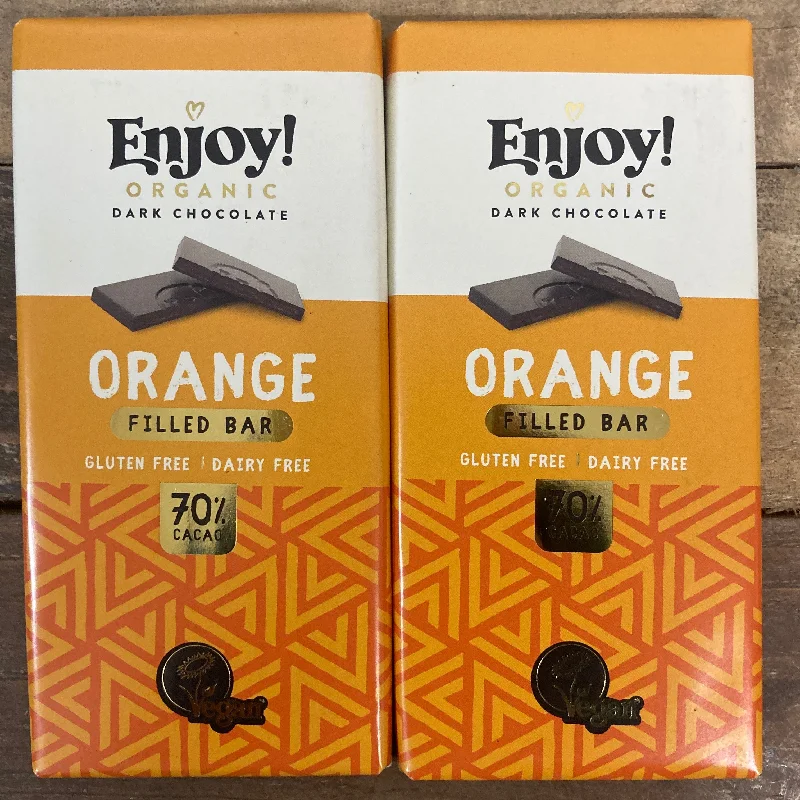 Enjoy!
ORGANIC
DARK CHOCOLATE
ORANGE
FILLED BAR
GLUTEN FREE | DAIRY FREE
70%
CACAO
Vegan
Enjoy!
ORGANIC
DARK CHOCOLATE
ORANGE
FILLED BAR
GLUTEN FREE | DAIRY FREE
70%
CACAO
Vegan